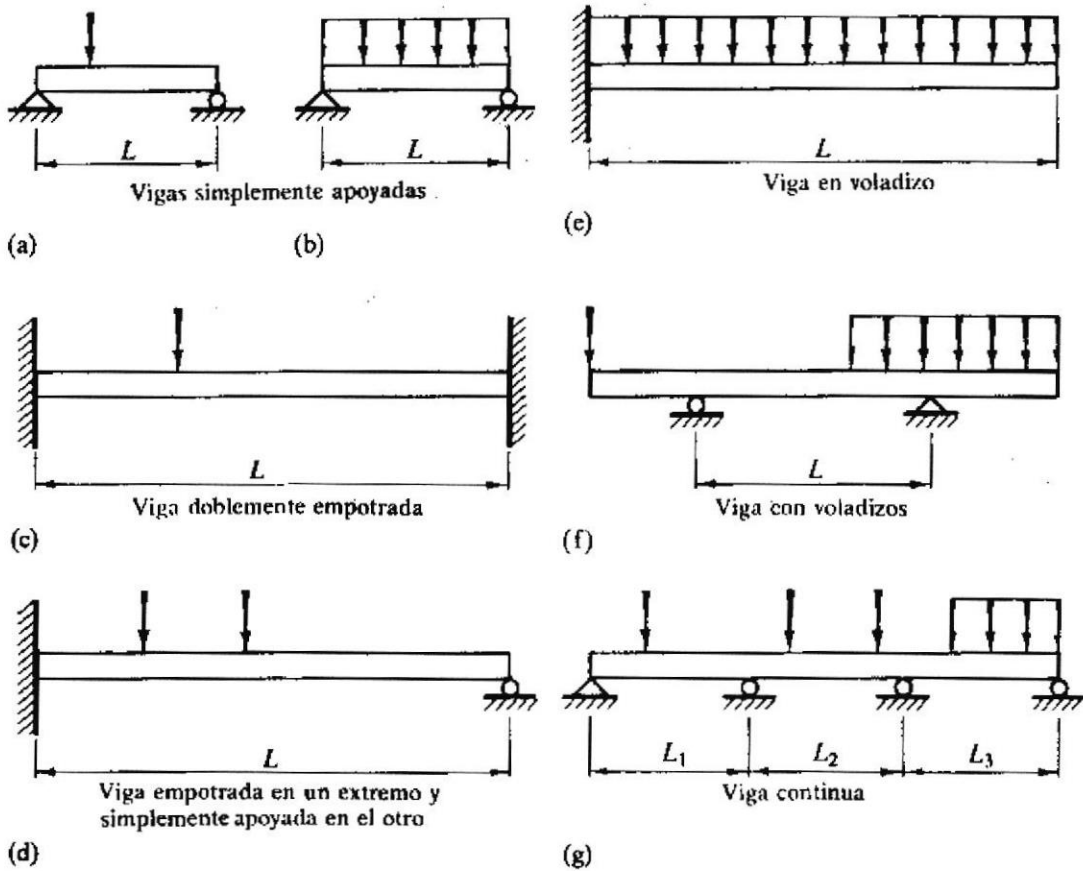 L
L
Vigas simplemente apoyadas
(a)
(b)
L
Viga en voladizo
(e)
L
Viga doblemente empotrada
(c)
L
Viga con voladizos
(f)
L
Viga empotrada en un extremo y
simplemente apoyada en el otro
(d)
L1 L2 L3
Viga continua
(g)